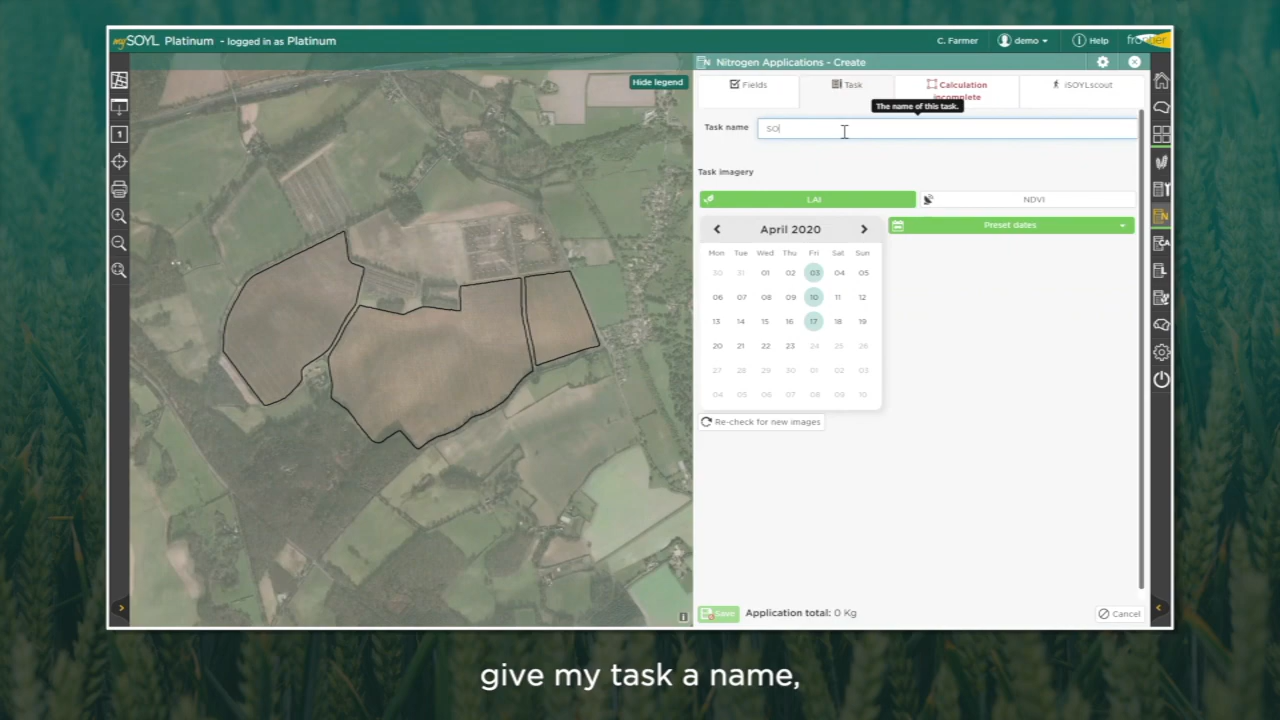 mySOYL Platinum - logged in as Platinum
C. Farmer
demo
Help
frontier
Hide legend
Nitrogen Applications - Create
Fields
Task
Calculation incomplete
iSOYLscout
The name of this task.
Task name
SO
Task imagery
LAI
NDVI
Preset dates
April 2020
Mon Tue Wed Thu Fri Sat Sun
30 31 01 02 03 04 05
06 07 08 09 10 11 12
13 14 15 16 17 18 19
20 21 22 23 24 25 26
27 28 29 30 01 02 03
04 05 06 07 08 09 10
Re-check for new images
Save
Application total: 0 Kg
Cancel
1
N
CA
L
give my task a name,